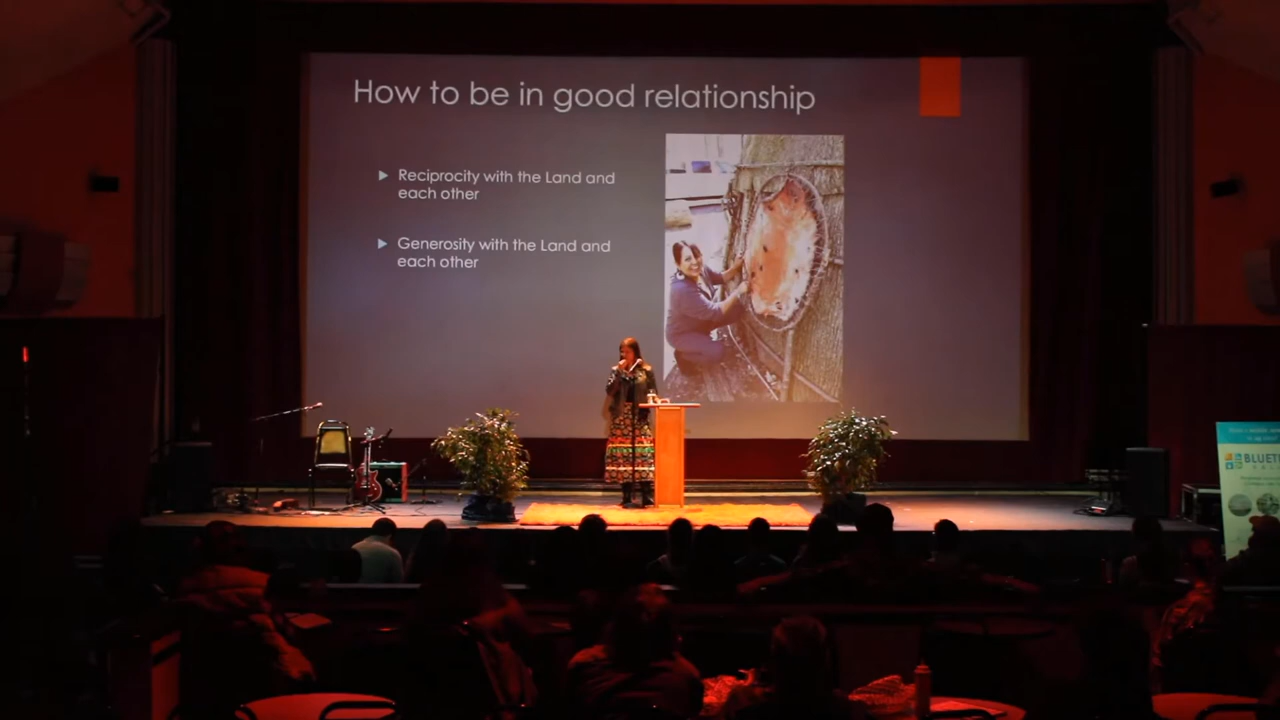 How to be in good relationship
Reciprocity with the Land and
each other
Generosity with the Land and
each other